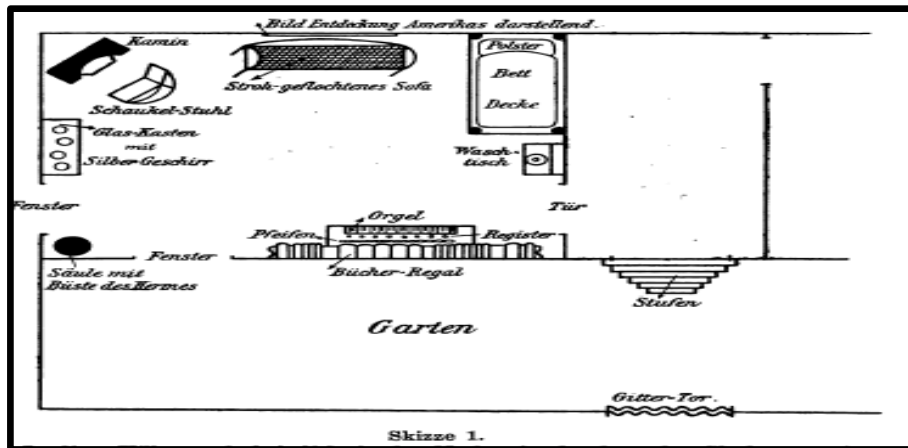 Bild Entdeckung Amerikas darstellend.
Kamin
Polster
Bett
Decke
Stroh-geflochtenes Sofa
Schaukel-Stuhl
Glas-Kasten
mit
Silber-Geschirr
Wasch-
tisch
Fenster
Tür
Orgel
Pfeifen
Register
Fenster
Bücher-Regal
Säule mit
Büste des Hermes
Stufen
Garten
Gitter-Tor.
Skizze 1.